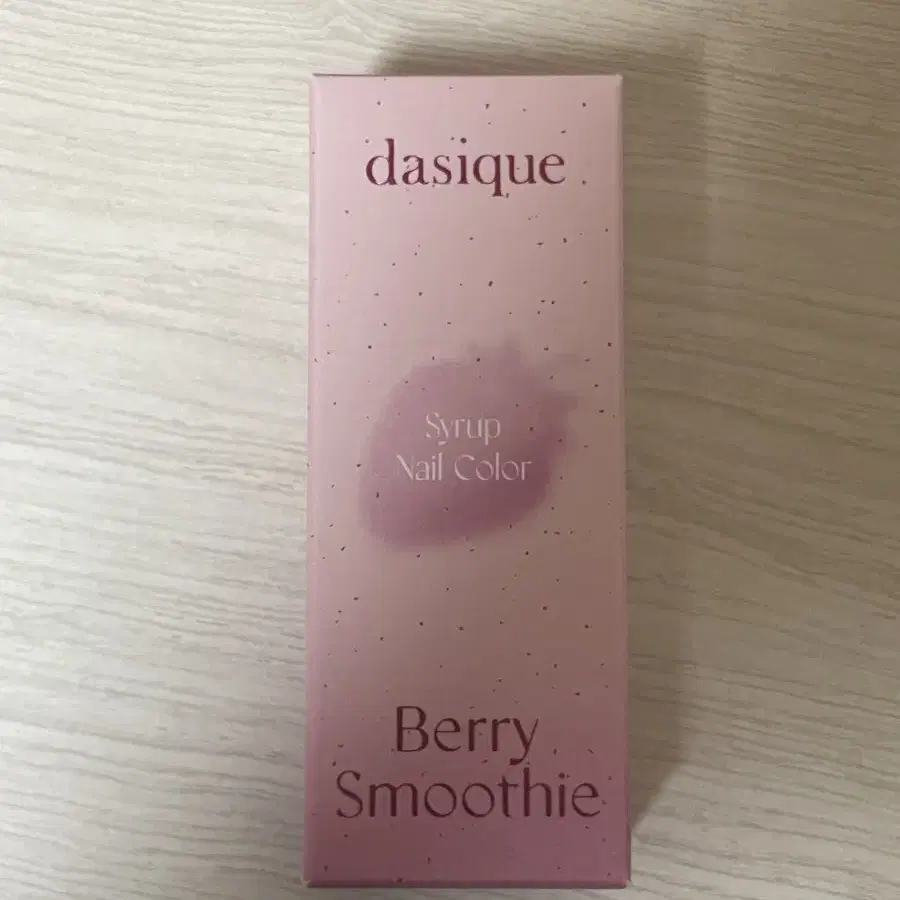 dasique
Syrup
Nail Color
Berry
Smoothie